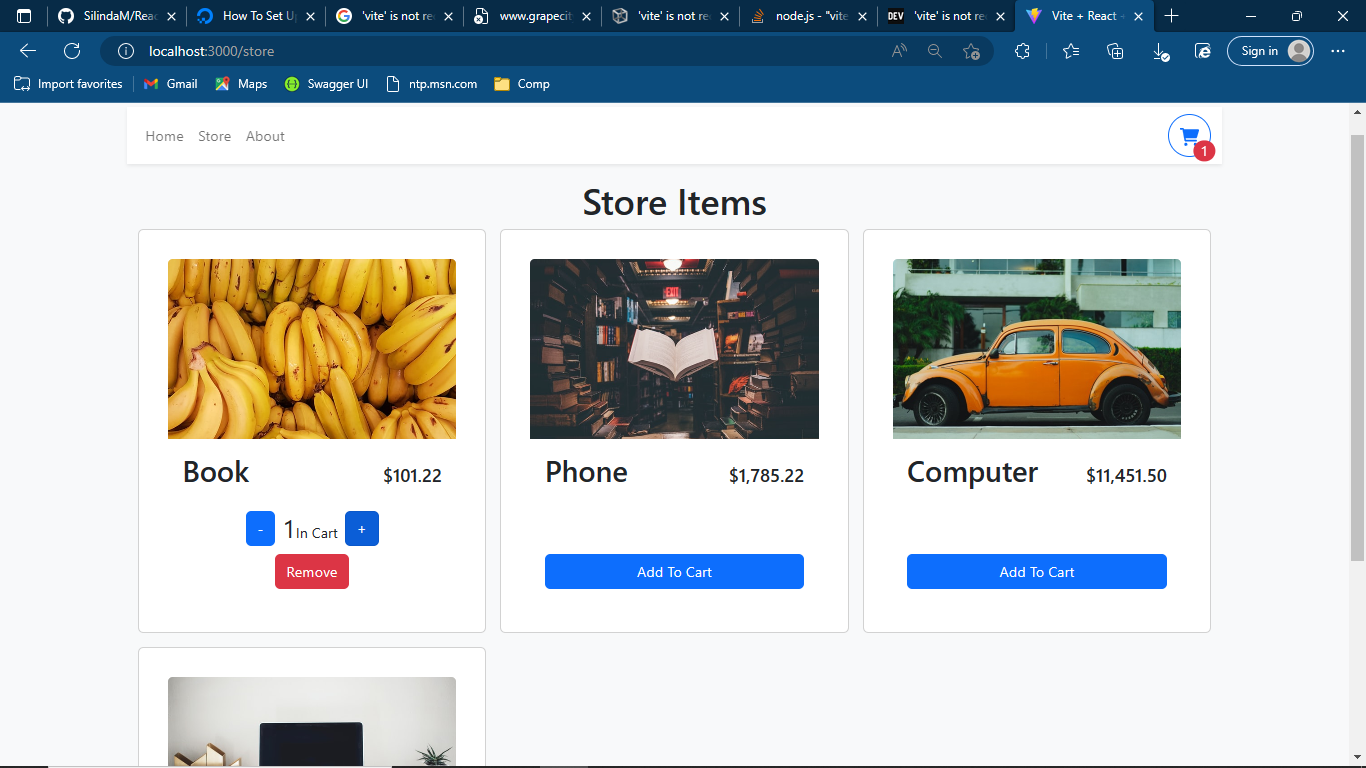 SilindaM/Reac
How To Set U
'vite' is not re
www.grapecit
'vite' is not re
node.js - "vite
DEV
'vite' is not re
Vite + React +
localhost:3000/store
Sign in
Import favorites
Gmail
Maps
Swagger UI
ntp.msn.com
Comp
Home Store About
1
Store Items
EXIT
Book $101.22
Phone $1,785.22
Computer $11,451.50
- 1 In Cart +
Remove
Add To Cart
Add To Cart